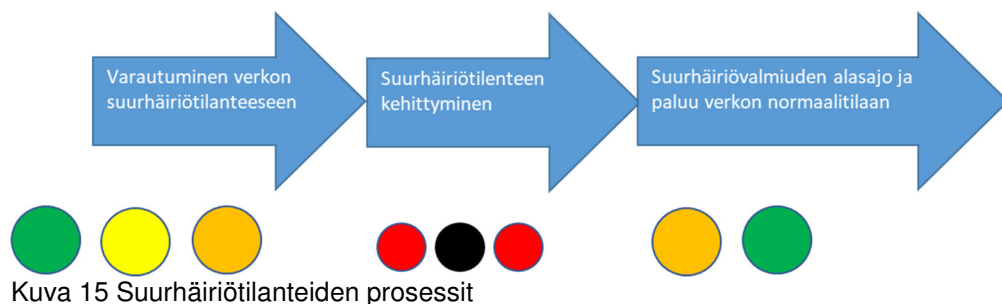 Varautuminen verkon
suurhäiriötilanteeseen
Suurhäiriötilenteen
kehittyminen
Suurhäiriövalmiuden alasajo ja
paluu verkon normaalitilaan
Kuva 15 Suurhäiriötilanteiden prosessit